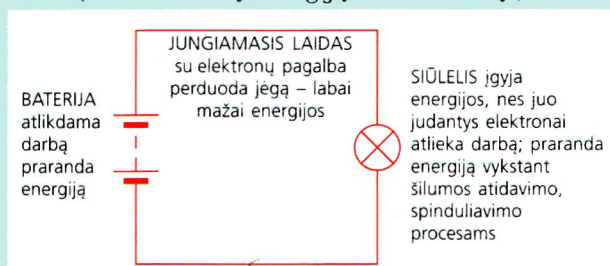 BATERIJA
atlikdama
darbą
praranda
energiją
JUNGIAMASIS LAIDAS
su elektronų pagalba
perduoda jėgą – labai
mažai energijos
SIŪLELIS įgyja
energijos, nes juo
judantys elektronai
atlieka darbą; praranda
energiją vykstant
šilumos atidavimo,
spinduliavimo
procesams